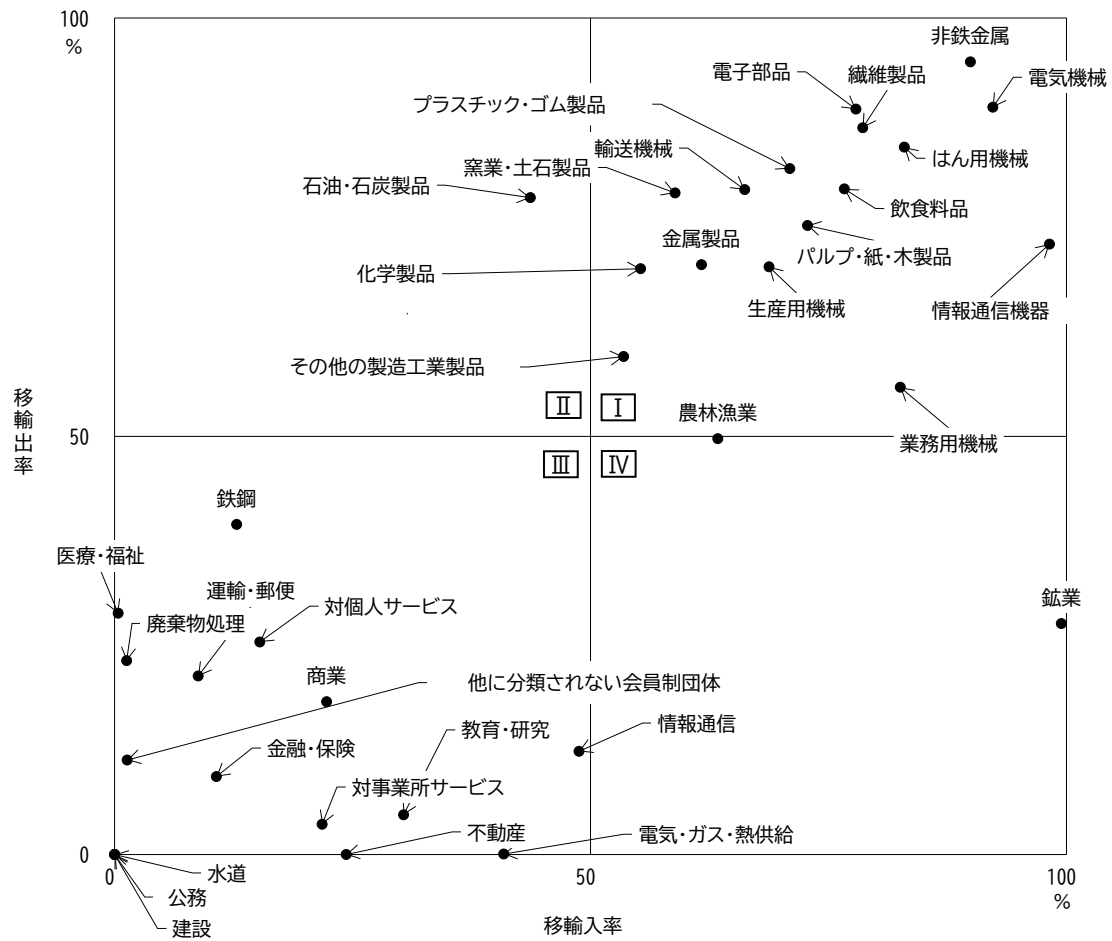 100
%
非鉄金属
電子部品
繊維製品
電気機械
プラスチック・ゴム製品
輸送機械
はん用機械
窯業・土石製品
石油・石炭製品
飲食料品
金属製品
パルプ・紙・木製品
化学製品
生産用機械
情報通信機器
その他の製造工業製品
移輸出率
Ⅱ
Ⅰ
農林漁業
50
業務用機械
Ⅲ
Ⅳ
鉄鋼
医療・福祉
運輸・郵便
対個人サービス
鉱業
廃棄物処理
商業
他に分類されない会員制団体
情報通信
教育・研究
金融・保険
対事業所サービス
不動産
電気・ガス・熱供給
0
水道
0
50
100
%
公務
建設
移輸入率